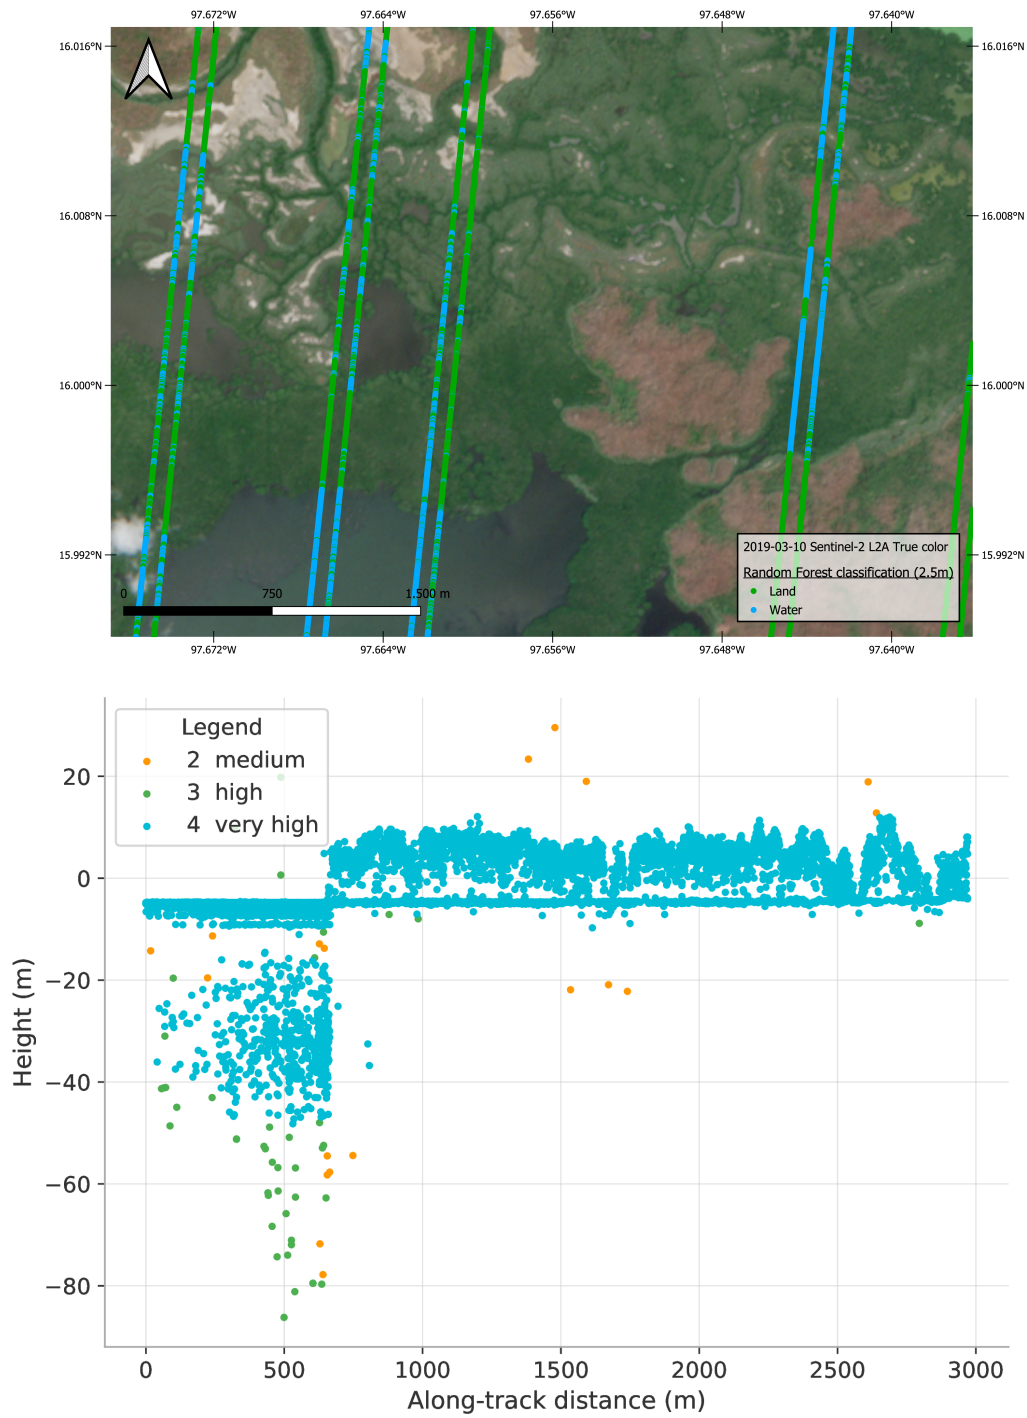 97.672°W 97.664°W 97.656°W 97.648°W 97.640°W
16.016°N 16.016°N
16.008°N 16.008°N
16.000°N 16.000°N
15.992°N 15.992°N
2019-03-10 Sentinel-2 L2A True color
Random Forest classification (2.5m)
Land
Water
0 750 1.500 m
97.672°W 97.664°W 97.656°W 97.648°W 97.640°W
Legend
2 medium
3 high
4 very high
20
0
−20
−40
−60
−80
Height (m)
0 500 1000 1500 2000 2500 3000
Along-track distance (m)